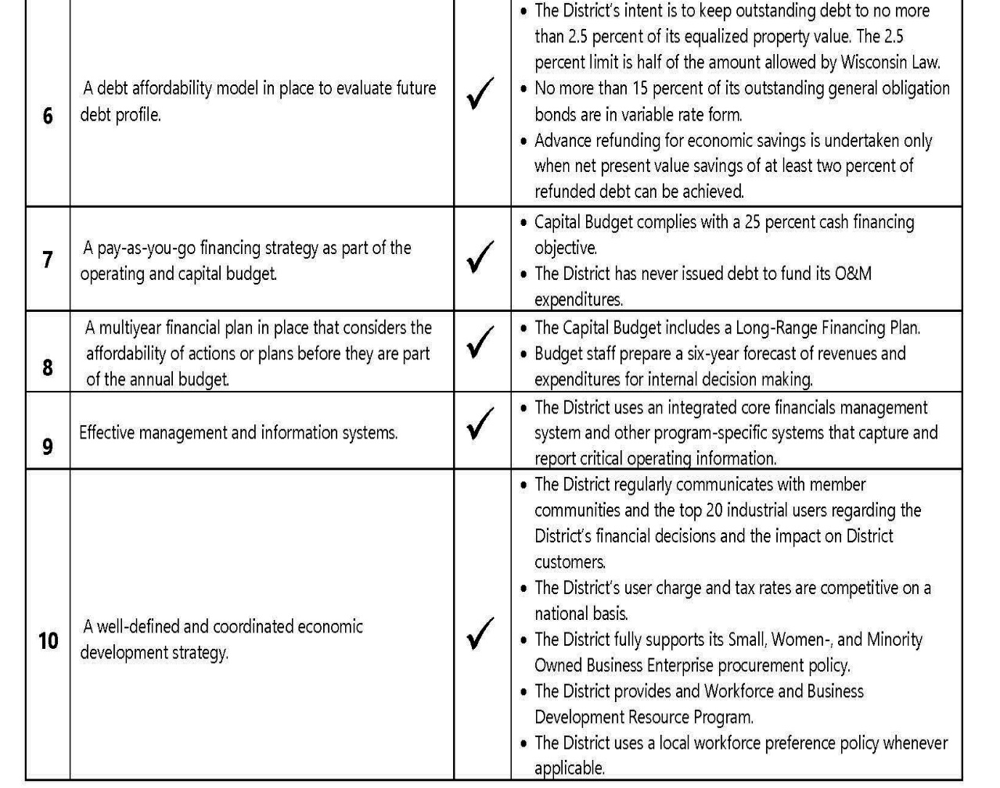 6
A debt affordability model in place to evaluate future
debt profile.
✓
• The District's intent is to keep outstanding debt to no more
than 2.5 percent of its equalized property value. The 2.5
percent limit is half of the amount allowed by Wisconsin Law.
• No more than 15 percent of its outstanding general obligation
bonds are in variable rate form.
• Advance refunding for economic savings is undertaken only
when net present value savings of at least two percent of
refunded debt can be achieved.
7
A pay-as-you-go financing strategy as part of the
operating and capital budget.
✓
• Capital Budget complies with a 25 percent cash financing
objective.
• The District has never issued debt to fund its O&M
expenditures.
8
A multiyear financial plan in place that considers the
affordability of actions or plans before they are part
of the annual budget.
✓
• The Capital Budget includes a Long-Range Financing Plan.
• Budget staff prepare a six-year forecast of revenues and
expenditures for internal decision making.
9
Effective management and information systems.
✓
• The District uses an integrated core financials management
system and other program-specific systems that capture and
report critical operating information.
10
A well-defined and coordinated economic
development strategy.
✓
• The District regularly communicates with member
communities and the top 20 industrial users regarding the
District's financial decisions and the impact on District
customers.
• The District's user charge and tax rates are competitive on a
national basis.
• The District fully supports its Small, Women-, and Minority
Owned Business Enterprise procurement policy.
• The District provides and Workforce and Business
Development Resource Program.
• The District uses a local workforce preference policy whenever
applicable.